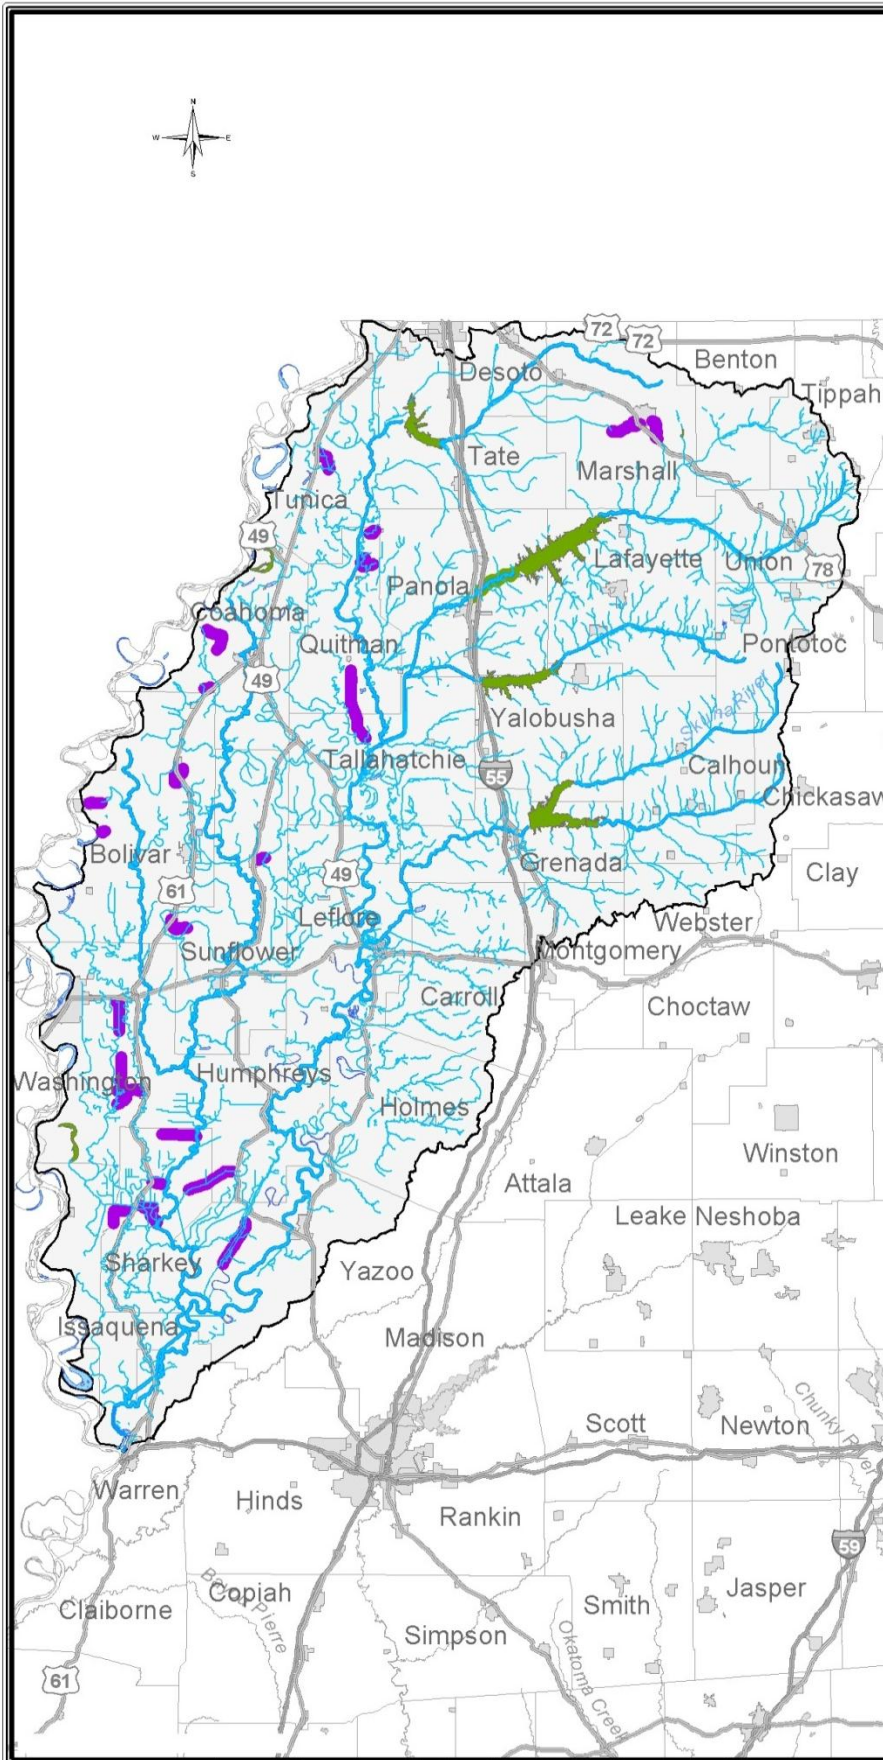 N
W E
S
72
72
Benton
Desoto
Tippah
Tate
Marshall
Tunica
49
Lafayette
Union
78
Panola
Coahoma
Quitman
Pontotoc
49
Skuna River
Yalobusha
Tallahatchie
Calhoun
55
Chickasaw
Bolivar
Grenada
Clay
49
61
Leflore
Webster
Sunflower
Montgomery
Carroll
Choctaw
Washington
Humphreys
Holmes
Winston
Attala
Leake Neshoba
Sharkey
Yazoo
Issaquena
Madison
Chunky River
Scott
Newton
Warren
Hinds
Rankin
59
Bayou Pierre
Copiah
Jasper
Claiborne
Smith
Simpson
Okatoma Creek
61